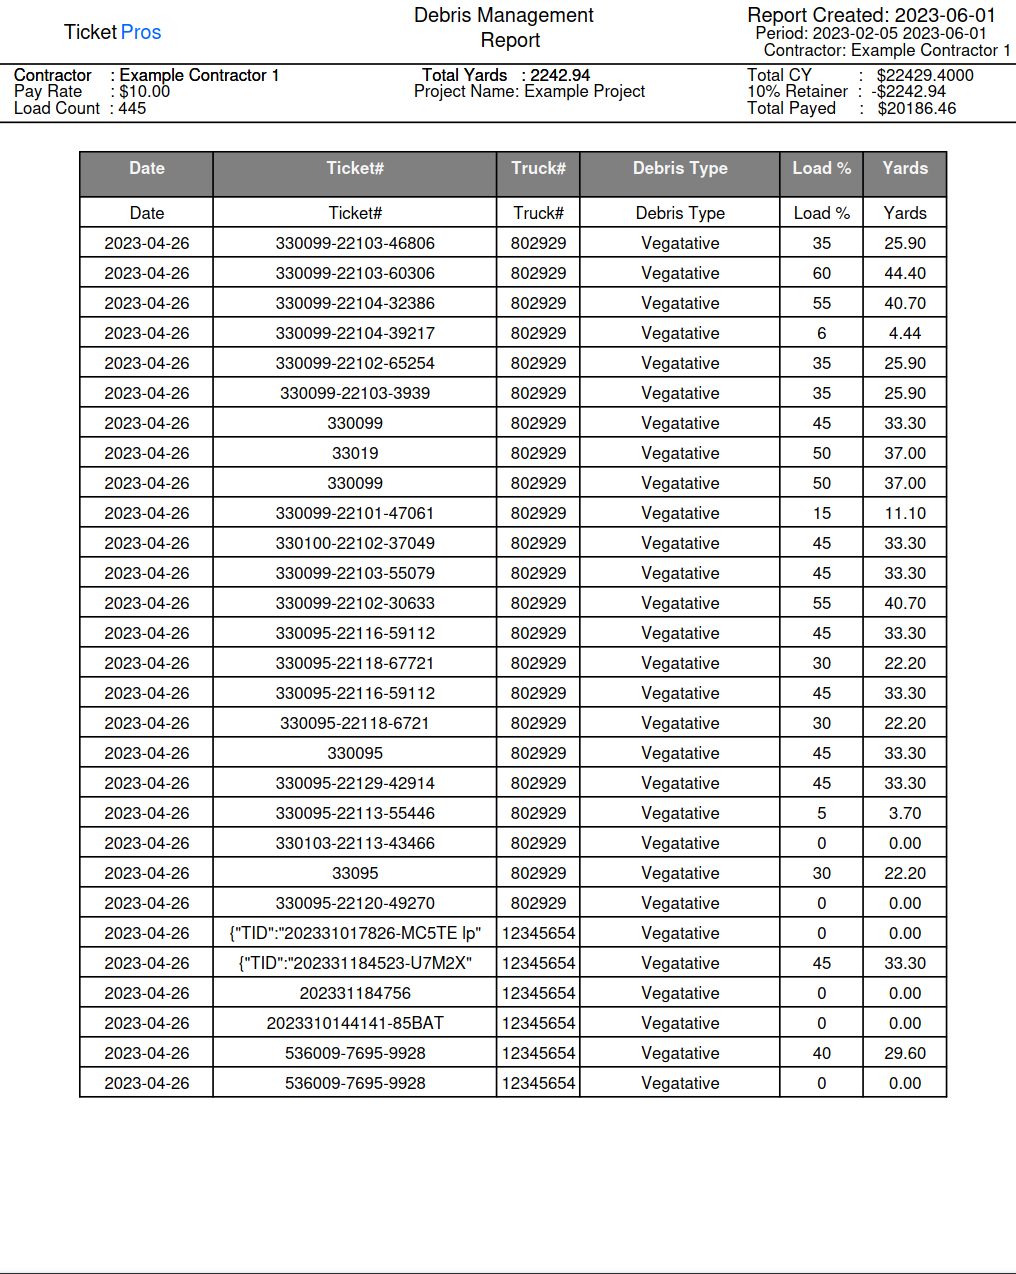 Ticket Pros
Debris Management
Report
Report Created: 2023-06-01
Period: 2023-02-05 2023-06-01
Contractor: Example Contractor 1
Contractor : Example Contractor 1
Pay Rate : $10.00
Load Count : 445
Total Yards : 2242.94
Project Name: Example Project
Total CY : $22429.4000
10% Retainer : -$2242.94
Total Payed : $20186.46
Date Ticket# Truck# Debris Type Load % Yards
Date Ticket# Truck# Debris Type Load % Yards
2023-04-26 330099-22103-46806 802929 Vegatative 35 25.90
2023-04-26 330099-22103-60306 802929 Vegatative 60 44.40
2023-04-26 330099-22104-32386 802929 Vegatative 55 40.70
2023-04-26 330099-22104-39217 802929 Vegatative 6 4.44
2023-04-26 330099-22102-65254 802929 Vegatative 35 25.90
2023-04-26 330099-22103-3939 802929 Vegatative 35 25.90
2023-04-26 330099 802929 Vegatative 45 33.30
2023-04-26 33019 802929 Vegatative 50 37.00
2023-04-26 330099 802929 Vegatative 50 37.00
2023-04-26 330099-22101-47061 802929 Vegatative 15 11.10
2023-04-26 330100-22102-37049 802929 Vegatative 45 33.30
2023-04-26 330099-22103-55079 802929 Vegatative 45 33.30
2023-04-26 330099-22102-30633 802929 Vegatative 55 40.70
2023-04-26 330095-22116-59112 802929 Vegatative 45 33.30
2023-04-26 330095-22118-67721 802929 Vegatative 30 22.20
2023-04-26 330095-22116-59112 802929 Vegatative 45 33.30
2023-04-26 330095-22118-6721 802929 Vegatative 30 22.20
2023-04-26 330095 802929 Vegatative 45 33.30
2023-04-26 330095-22129-42914 802929 Vegatative 45 33.30
2023-04-26 330095-22113-55446 802929 Vegatative 5 3.70
2023-04-26 330103-22113-43466 802929 Vegatative 0 0.00
2023-04-26 33095 802929 Vegatative 30 22.20
2023-04-26 330095-22120-49270 802929 Vegatative 0 0.00
2023-04-26 {"TID":"202331017826-MC5TE lp" 12345654 Vegatative 0 0.00
2023-04-26 {"TID":"202331184523-U7M2X" 12345654 Vegatative 45 33.30
2023-04-26 202331184756 12345654 Vegatative 0 0.00
2023-04-26 2023310144141-85BAT 12345654 Vegatative 0 0.00
2023-04-26 536009-7695-9928 12345654 Vegatative 40 29.60
2023-04-26 536009-7695-9928 12345654 Vegatative 0 0.00